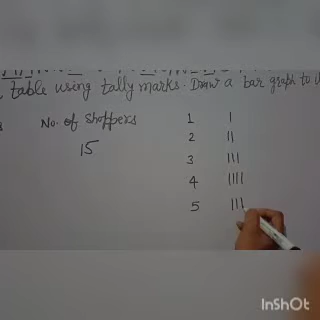 table using tally marks. Draw a bar graph to
No. of shoppers
15
1 |
2 ||
3 |||
4 ||||
5 |||
InShOt